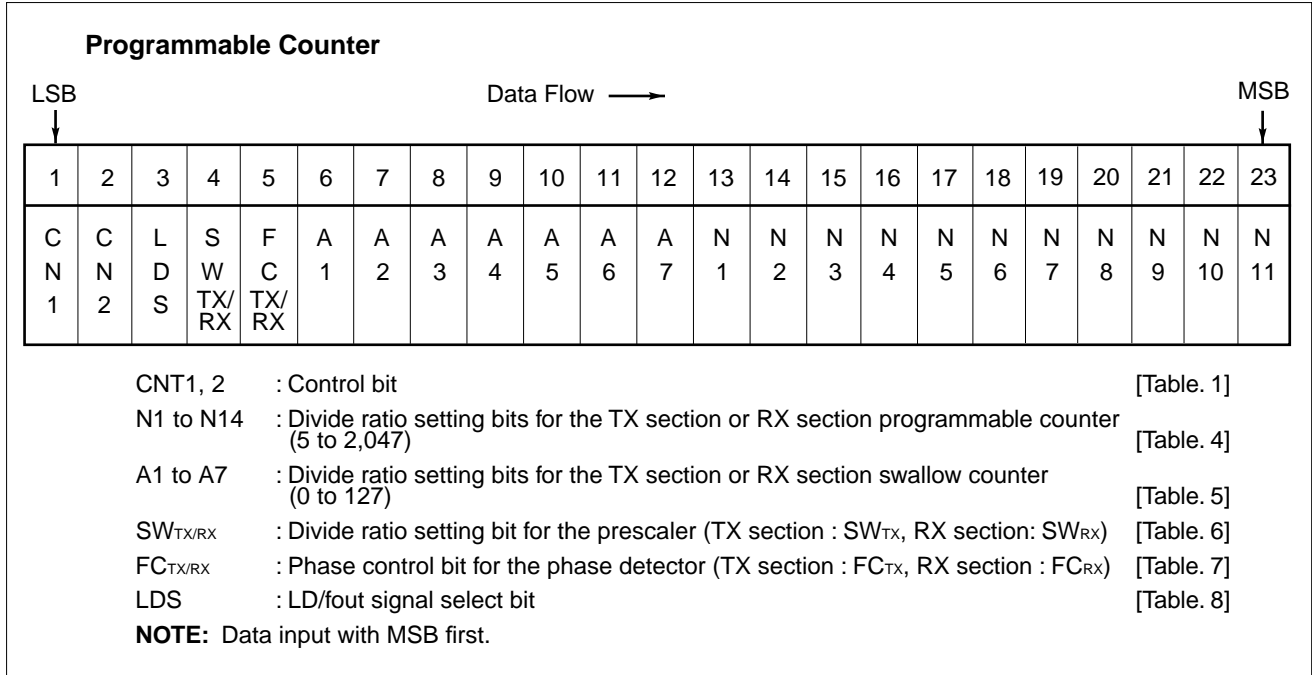 Programmable Counter
LSB Data Flow MSB
1 2 3 4 5 6 7 8 9 10 11 12 13 14 15 16 17 18 19 20 21 22 23
C C L S F A A A A A A A N N N N N N N N N N N
N N D W C 1 2 3 4 5 6 7 1 2 3 4 5 6 7 8 9 10 11
1 2 S TX/ TX/
RX RX
CNT1, 2 : Control bit [Table. 1]
N1 to N14 : Divide ratio setting bits for the TX section or RX section programmable counter
(5 to 2,047) [Table. 4]
A1 to A7 : Divide ratio setting bits for the TX section or RX section swallow counter
(0 to 127) [Table. 5]
SWTX/RX : Divide ratio setting bit for the prescaler (TX section : SWTX, RX section: SWRX) [Table. 6]
FCTX/RX : Phase control bit for the phase detector (TX section : FCTX, RX section : FCRX) [Table. 7]
LDS : LD/fout signal select bit [Table. 8]
NOTE: Data input with MSB first.